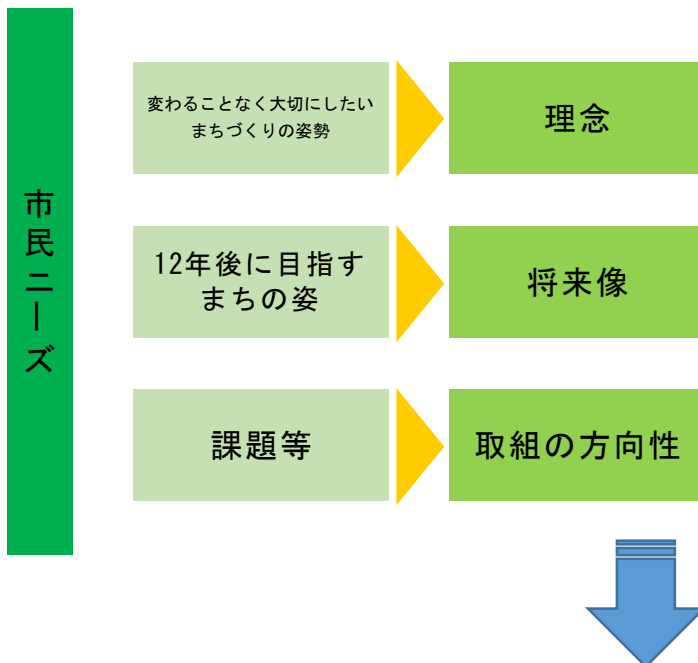 市民ニーズ
変わることなく大切にしたい
まちづくりの姿勢
理念
12年後に目指す
まちの姿
将来像
課題等
取組の方向性